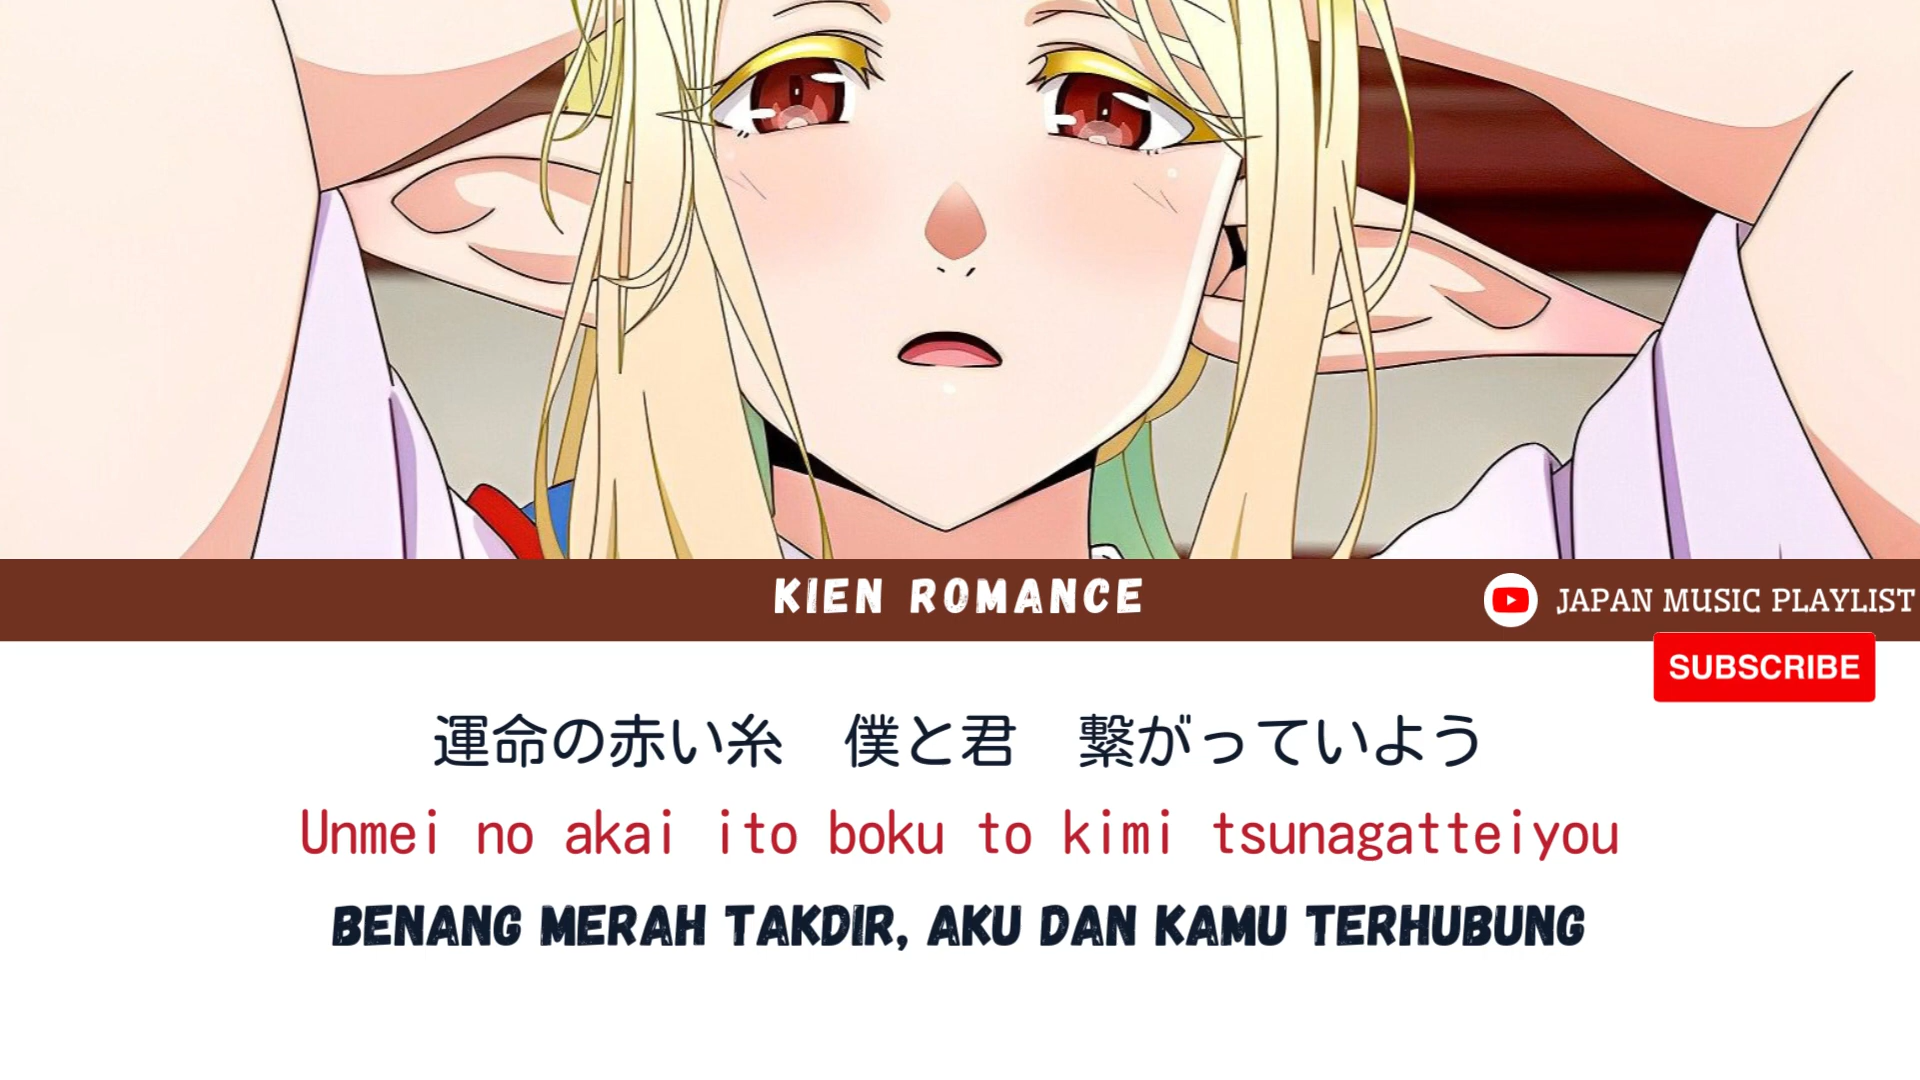 KIEN ROMANCE
JAPAN MUSIC PLAYLIST
SUBSCRIBE
運命の赤い糸　僕と君　繋がっていよう
Unmei no akai ito boku to kimi tsunagatteiyou
BENANG MERAH TAKDIR, AKU DAN KAMU TERHUBUNG